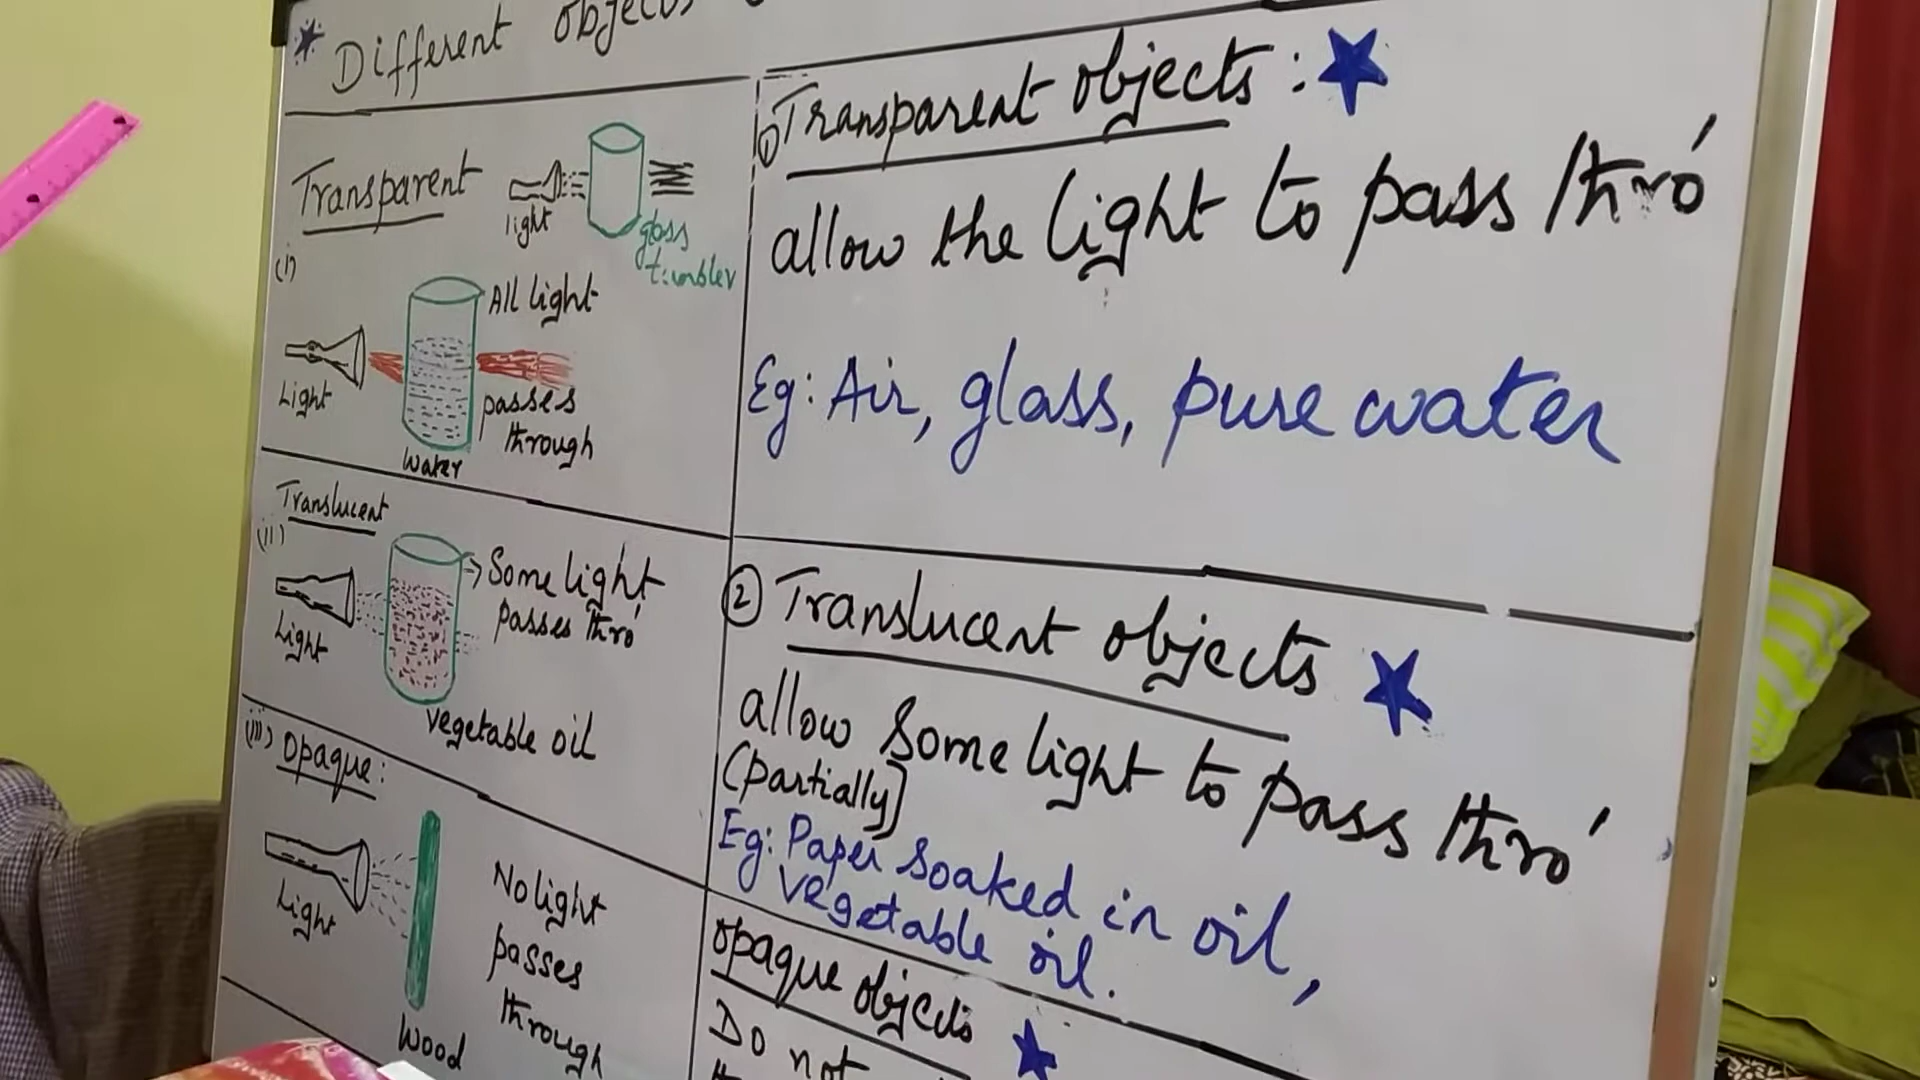 * Different objects
Transparent
light
glass
tumbler
(i)
All light
Light
passes
through
water
Translucent
(ii)
Some light
passes thro'
Light
vegetable oil
(iii) opaque:
Light
No light
passes
through
Wood
① Transparent objects :
allow the light to pass thro'
Eg: Air, glass, pure water
② Translucent objects
allow some light to pass thro'
(partially)
Eg: Paper soaked in oil,
vegetable oil.
opaque objects
Do not